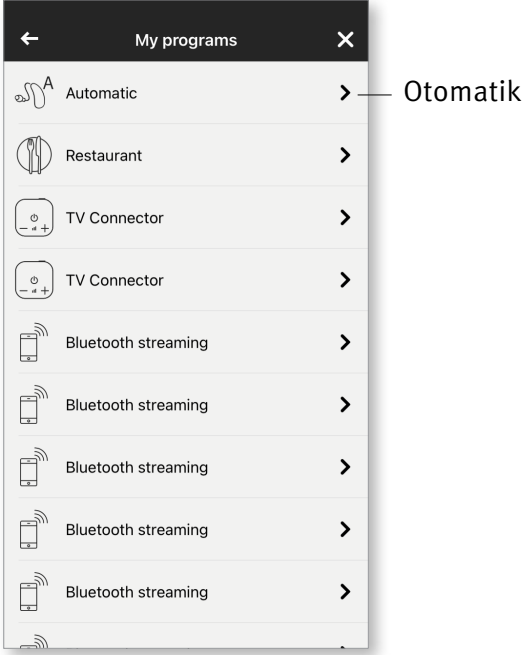 My programs
A
Automatic
Otomatik
Restaurant
TV Connector
TV Connector
Bluetooth streaming
Bluetooth streaming
Bluetooth streaming
Bluetooth streaming
Bluetooth streaming